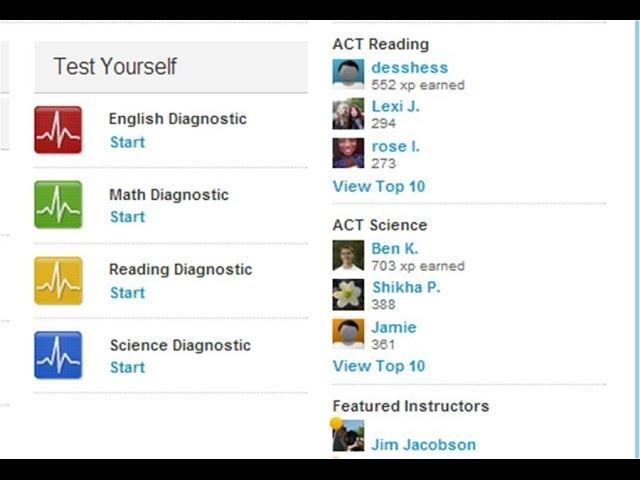 Test Yourself
English Diagnostic
Start
Math Diagnostic
Start
Reading Diagnostic
Start
Science Diagnostic
Start
ACT Reading
desshess
552 xp earned
Lexi J.
294
rose I.
273
View Top 10
ACT Science
Ben K.
703 xp earned
Shikha P.
388
Jamie
361
View Top 10
Featured Instructors
Jim Jacobson